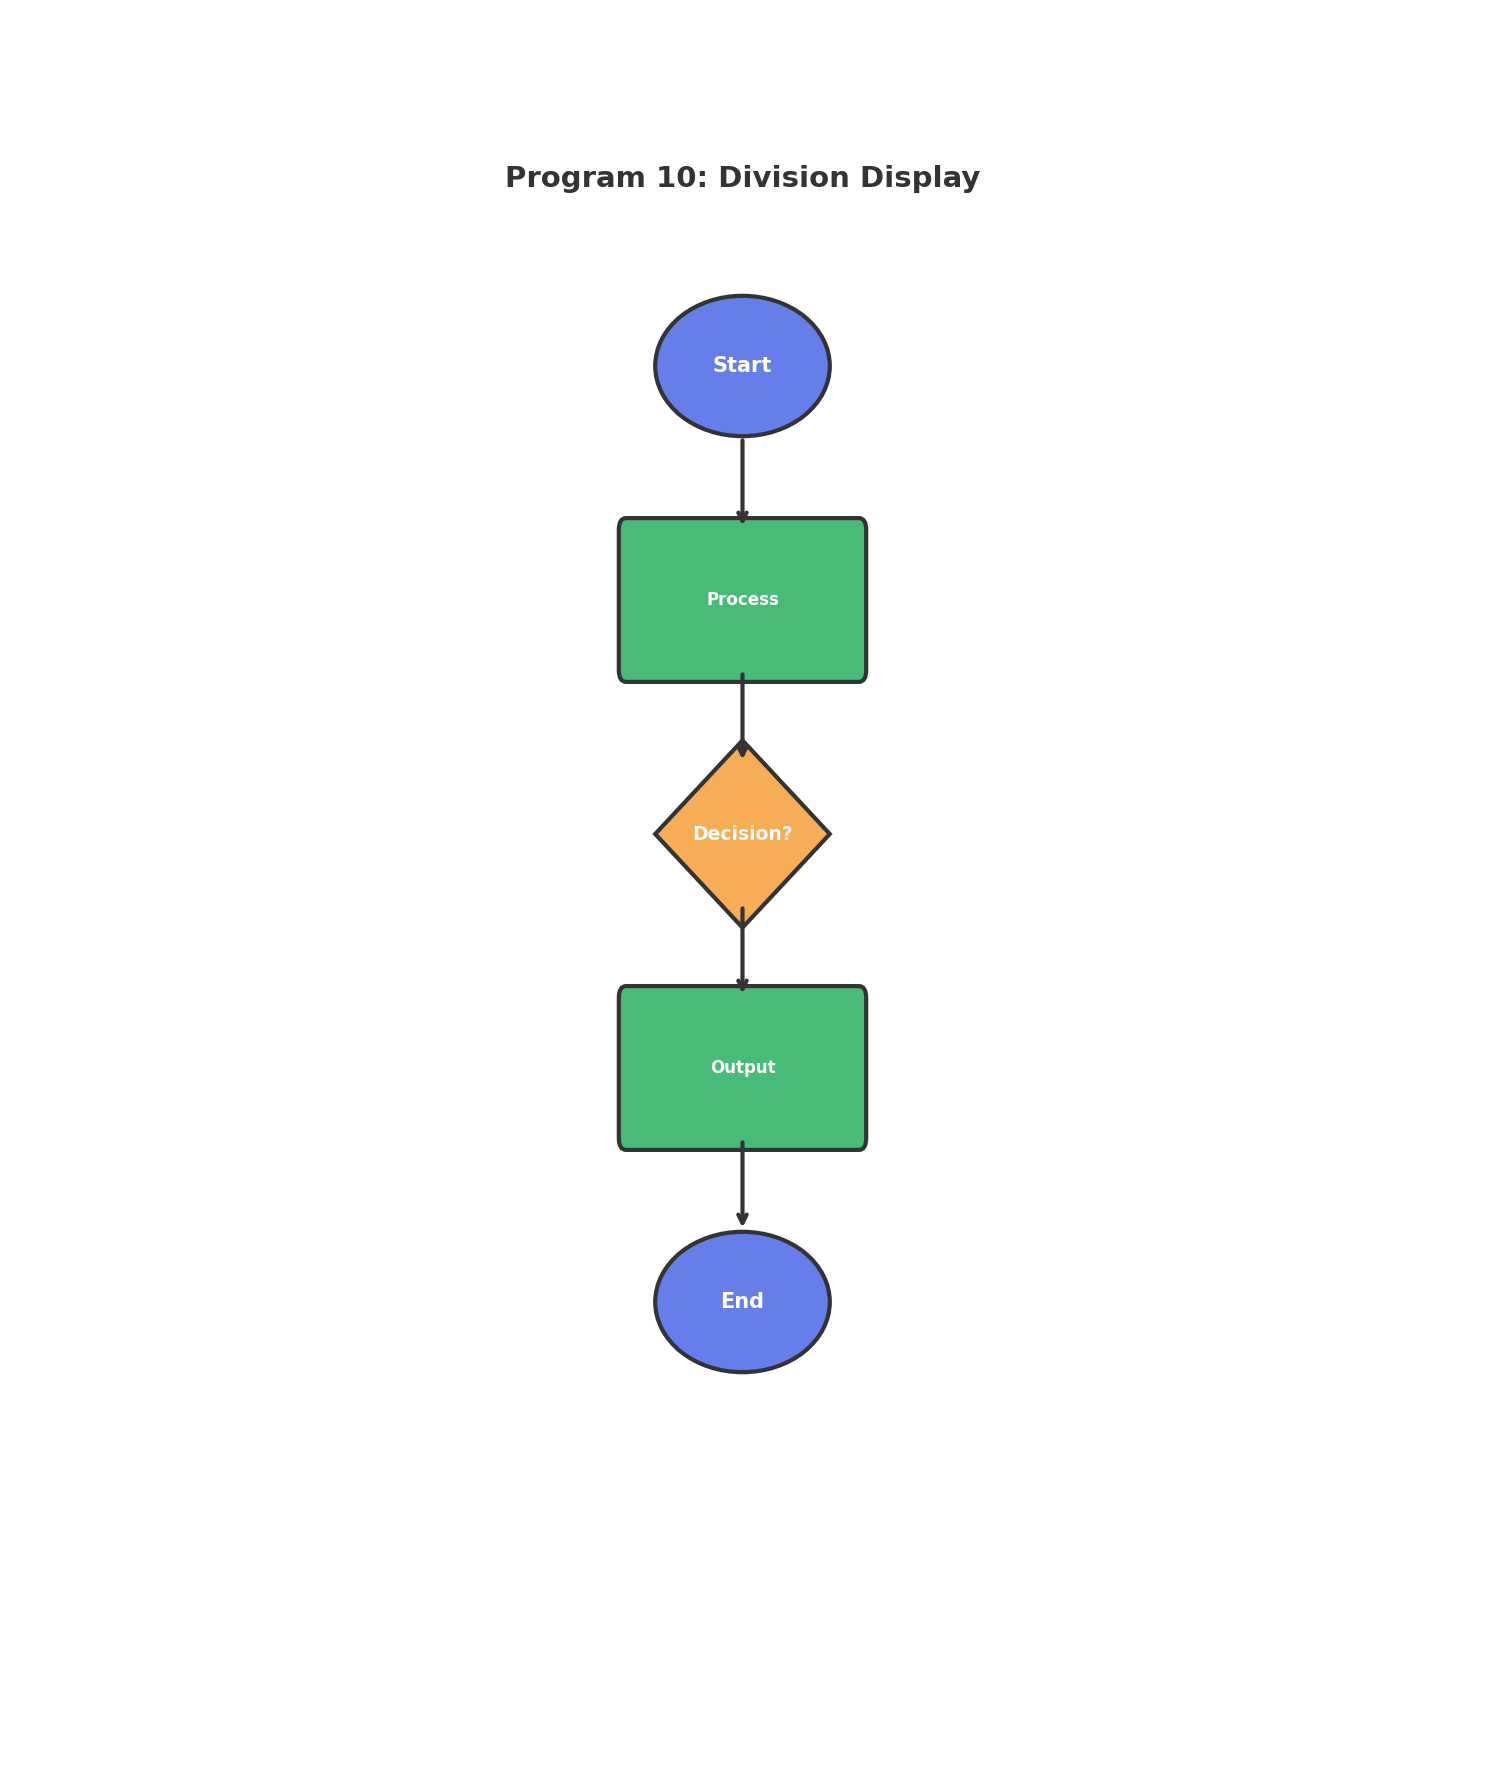 Program 10: Division Display
Start
Process
Decision?
Output
End